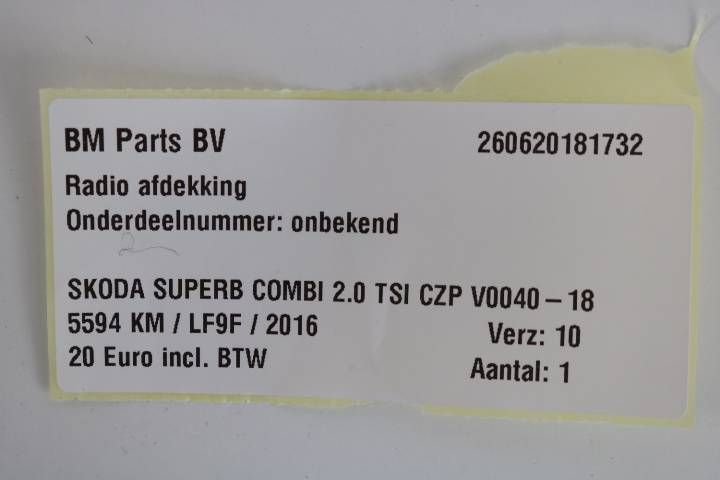 BM Parts BV 260620181732
Radio afdekking
Onderdeelnummer: onbekend
SKODA SUPERB COMBI 2.0 TSI CZP V0040 - 18
5594 KM / LF9F / 2016 Verz: 10
20 Euro incl. BTW Aantal: 1